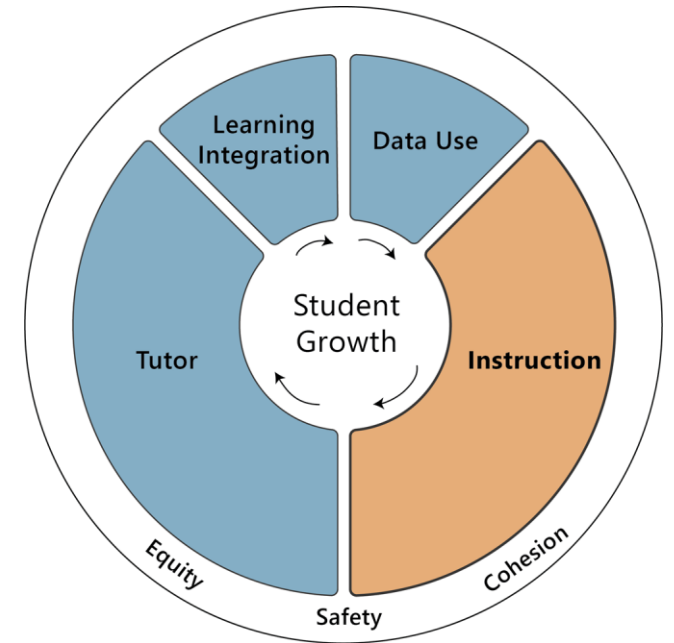 Learning
Integration
Data Use
Student
Growth
Tutor
Instruction
Equity
Safety
Cohesion